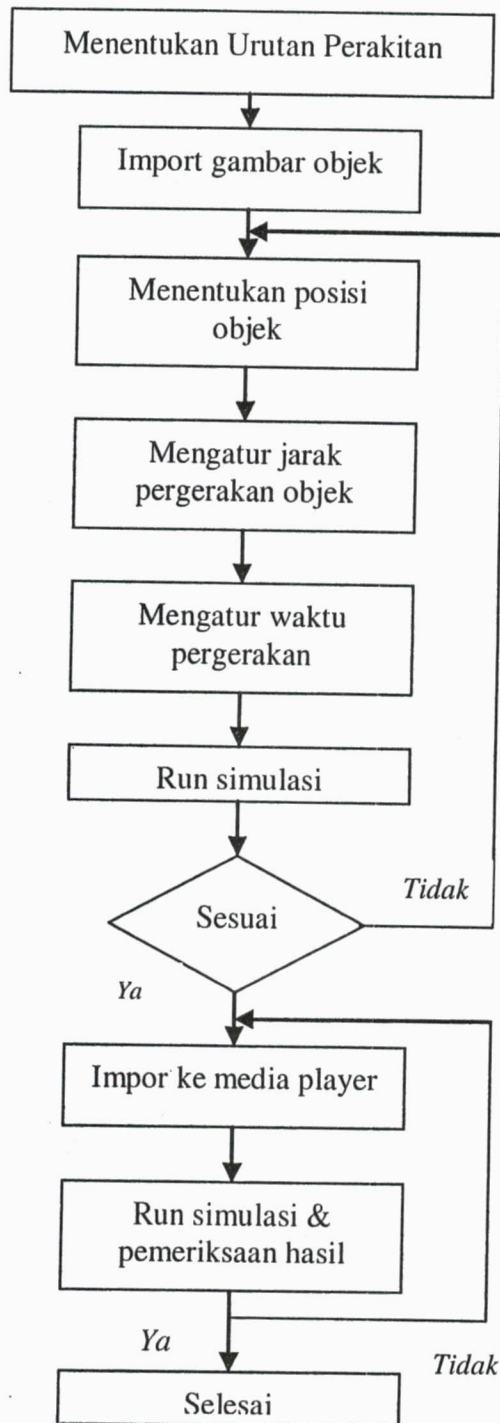 Menentukan Urutan Perakitan
Import gambar objek
Menentukan posisi
objek
Mengatur jarak
pergerakan objek
Mengatur waktu
pergerakan
Run simulasi
Sesuai
Tidak
Ya
Impor ke media player
Run simulasi &
pemeriksaan hasil
Ya
Tidak
Selesai